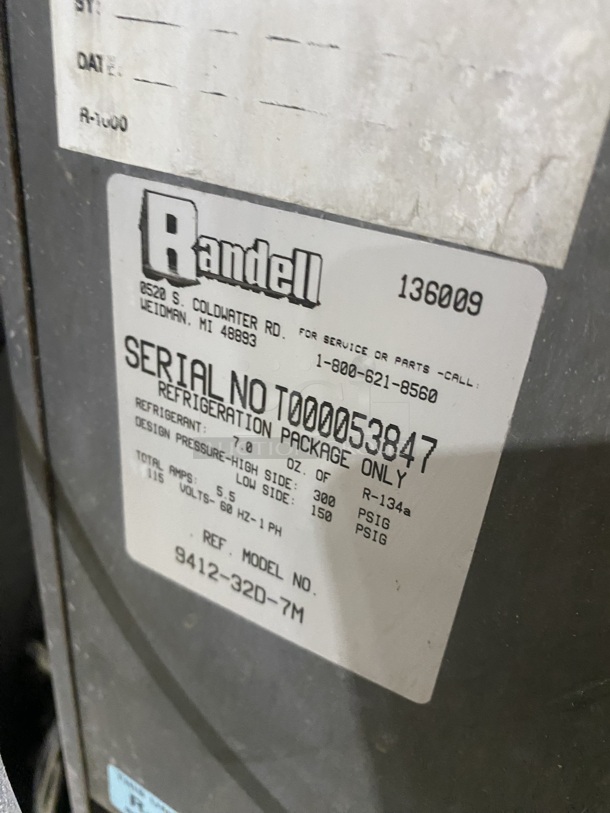 BY:
DATE:
R-1000
Randell
136009
0520 S. COLDWATER RD.
WEIDMAN, MI 48893
FOR SERVICE OR PARTS -CALL:
1-800-621-8560
SERIAL NO T000053847
REFRIGERATION PACKAGE ONLY
REFRIGERANT: 7.0 OZ. OF R-134a
DESIGN PRESSURE-HIGH SIDE: 300 PSIG
LOW SIDE: 150 PSIG
TOTAL AMPS: 5.5
115 VOLTS- 60 HZ-1 PH
REF. MODEL NO.
9412-32D-7M